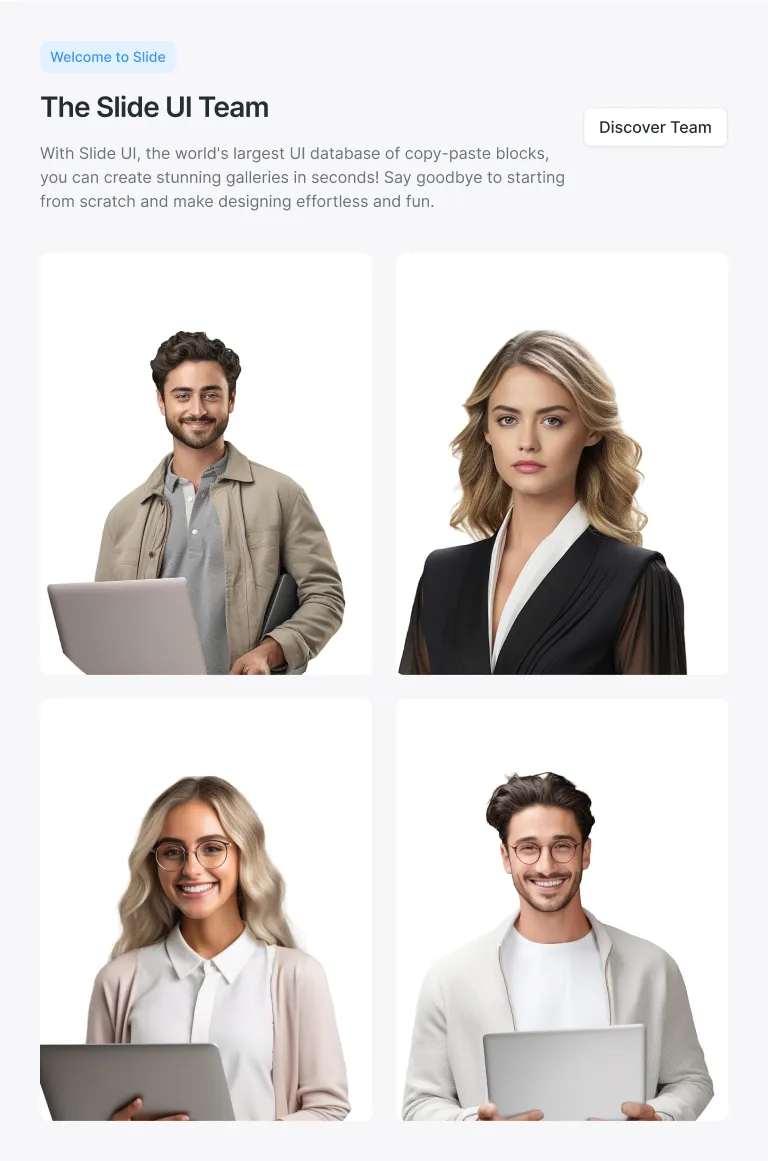 Welcome to Slide
The Slide UI Team
Discover Team
With Slide UI, the world's largest UI database of copy-paste blocks,
you can create stunning galleries in seconds! Say goodbye to starting
from scratch and make designing effortless and fun.